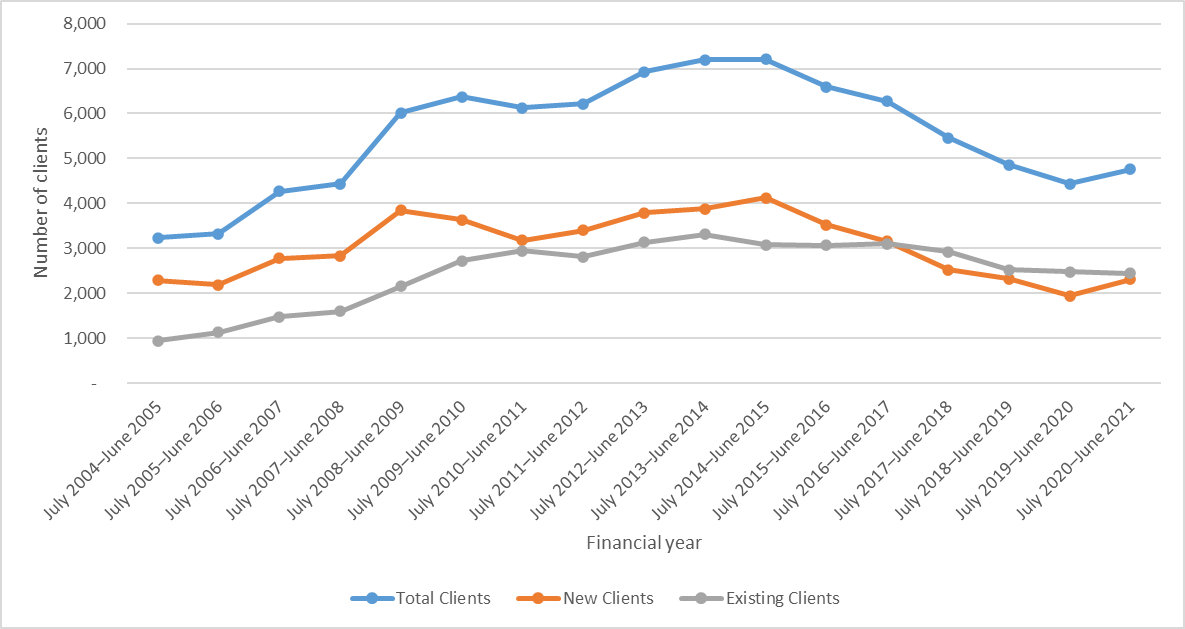 8,000
7,000
6,000
5,000
4,000
3,000
2,000
1,000
-
Number of clients
July 2004–June 2005
July 2005–June 2006
July 2006–June 2007
July 2007–June 2008
July 2008–June 2009
July 2009–June 2010
July 2010–June 2011
July 2011–June 2012
July 2012–June 2013
July 2013–June 2014
July 2014–June 2015
July 2015–June 2016
July 2016–June 2017
July 2017–June 2018
July 2018–June 2019
July 2019–June 2020
July 2020–June 2021
Financial year
Total Clients New Clients Existing Clients